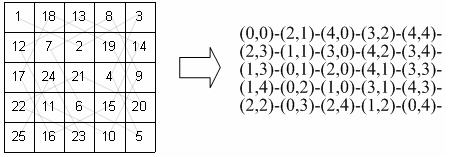 1 18 13 8 3
12 7 2 19 14
17 24 21 4 9
22 11 6 15 20
25 16 23 10 5
(0,0)-(2,1)-(4,0)-(3,2)-(4,4)-
(2,3)-(1,1)-(3,0)-(4,2)-(3,4)-
(1,3)-(0,1)-(2,0)-(4,1)-(3,3)-
(1,4)-(0,2)-(1,0)-(3,1)-(4,3)-
(2,2)-(0,3)-(2,4)-(1,2)-(0,4)-